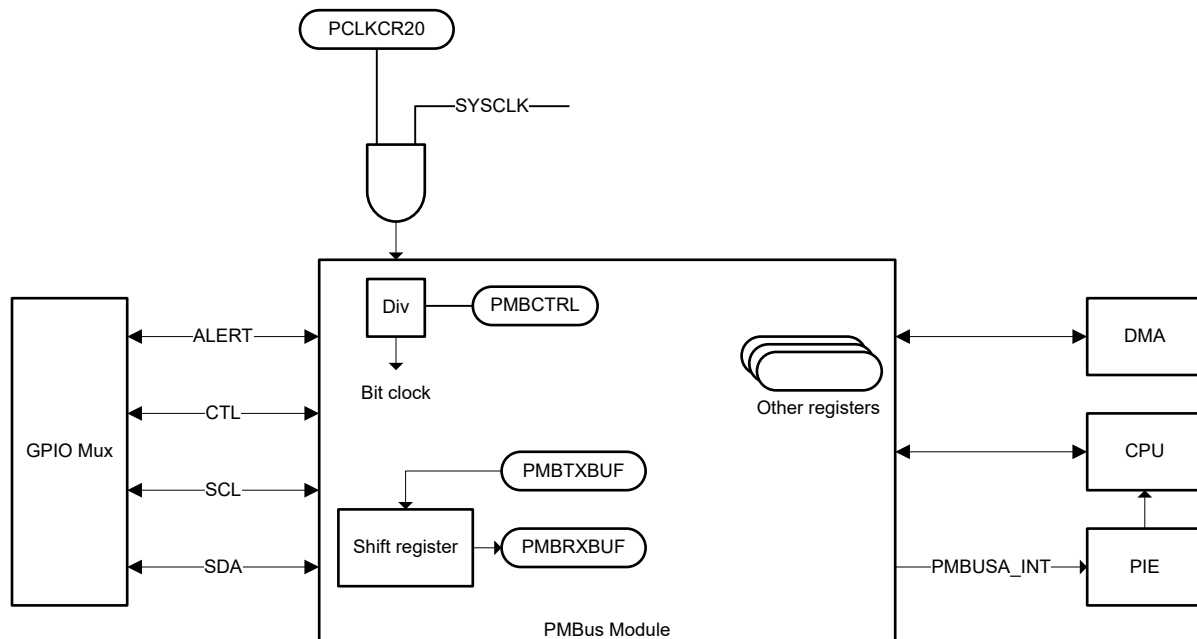 PCLKCR20
SYSCLK
Div
PMBCTRL
ALERT
DMA
Bit clock
Other registers
CTL
GPIO Mux
CPU
PMBTXBUF
SCL
Shift register
PMBRXBUF
SDA
PMBUSA_INT
PIE
PMBus Module